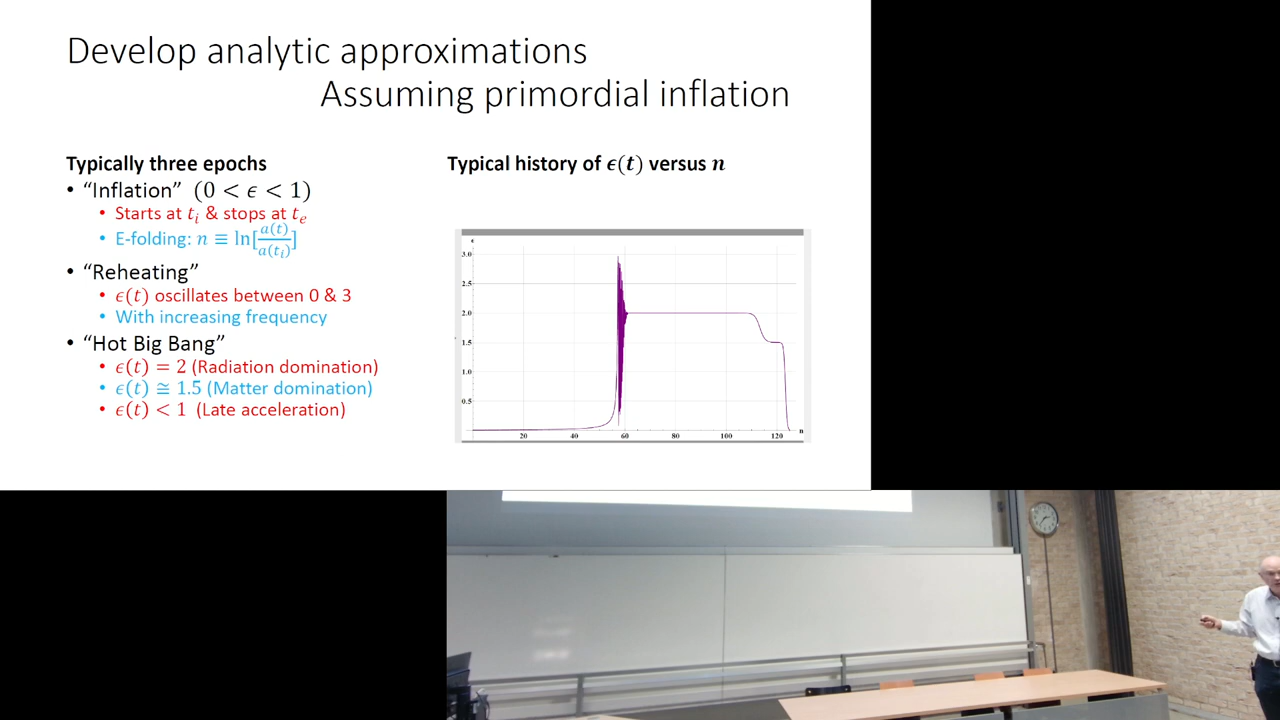 Develop analytic approximations
Assuming primordial inflation
Typically three epochs
• “Inflation” (0 < ϵ < 1)
• Starts at tᵢ & stops at tₑ
• E-folding: n ≡ ln[a(t)/a(tᵢ)]
• “Reheating”
• ϵ(t) oscillates between 0 & 3
• With increasing frequency
• “Hot Big Bang”
• ϵ(t) = 2 (Radiation domination)
• ϵ(t) ≅ 1.5 (Matter domination)
• ϵ(t) < 1 (Late acceleration)
Typical history of ϵ(t) versus n
ϵ
3.0
2.5
2.0
1.5
1.0
0.5
20 40 60 80 100 120 n